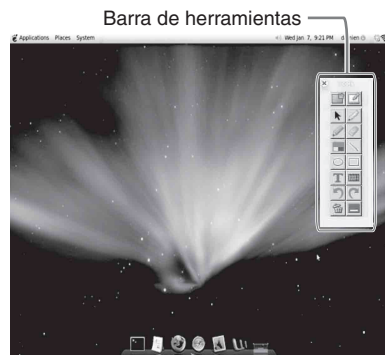 Barra de herramientas
Applications Places System
Wed Jan 7, 9:21 PM
T